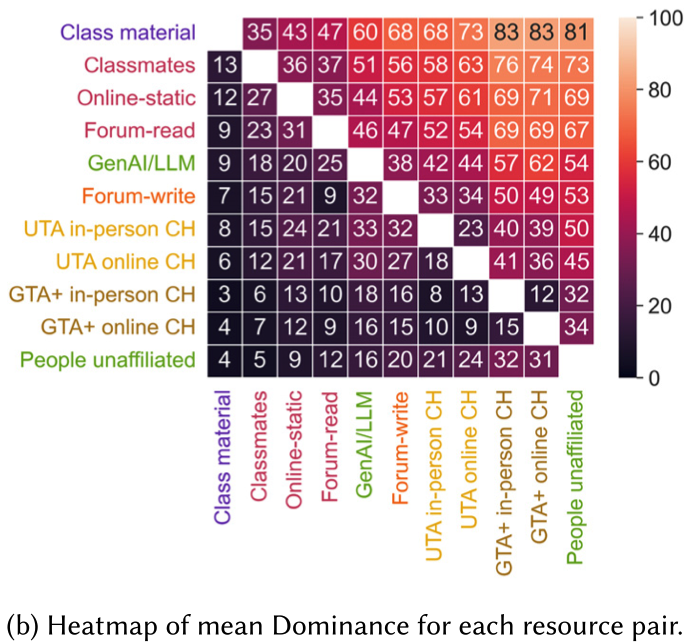 Class material 35 43 47 60 68 68 73 83 83 81
Classmates 13 36 37 51 56 58 63 76 74 73
Online-static 12 27 35 44 53 57 61 69 71 69
Forum-read 9 23 31 46 47 52 54 69 69 67
GenAI/LLM 9 18 20 25 38 42 44 57 62 54
Forum-write 7 15 21 9 32 33 34 50 49 53
UTA in-person CH 8 15 24 21 33 32 23 40 39 50
UTA online CH 6 12 21 17 30 27 18 41 36 45
GTA+ in-person CH 3 6 13 10 18 16 8 13 12 32
GTA+ online CH 4 7 12 9 16 15 10 9 15 34
People unaffiliated 4 5 9 12 16 20 21 24 32 31
100
80
60
40
20
0
Class material
Classmates
Online-static
Forum-read
GenAI/LLM
Forum-write
UTA in-person CH
UTA online CH
GTA+ in-person CH
GTA+ online CH
People unaffiliated
(b) Heatmap of mean Dominance for each resource pair.